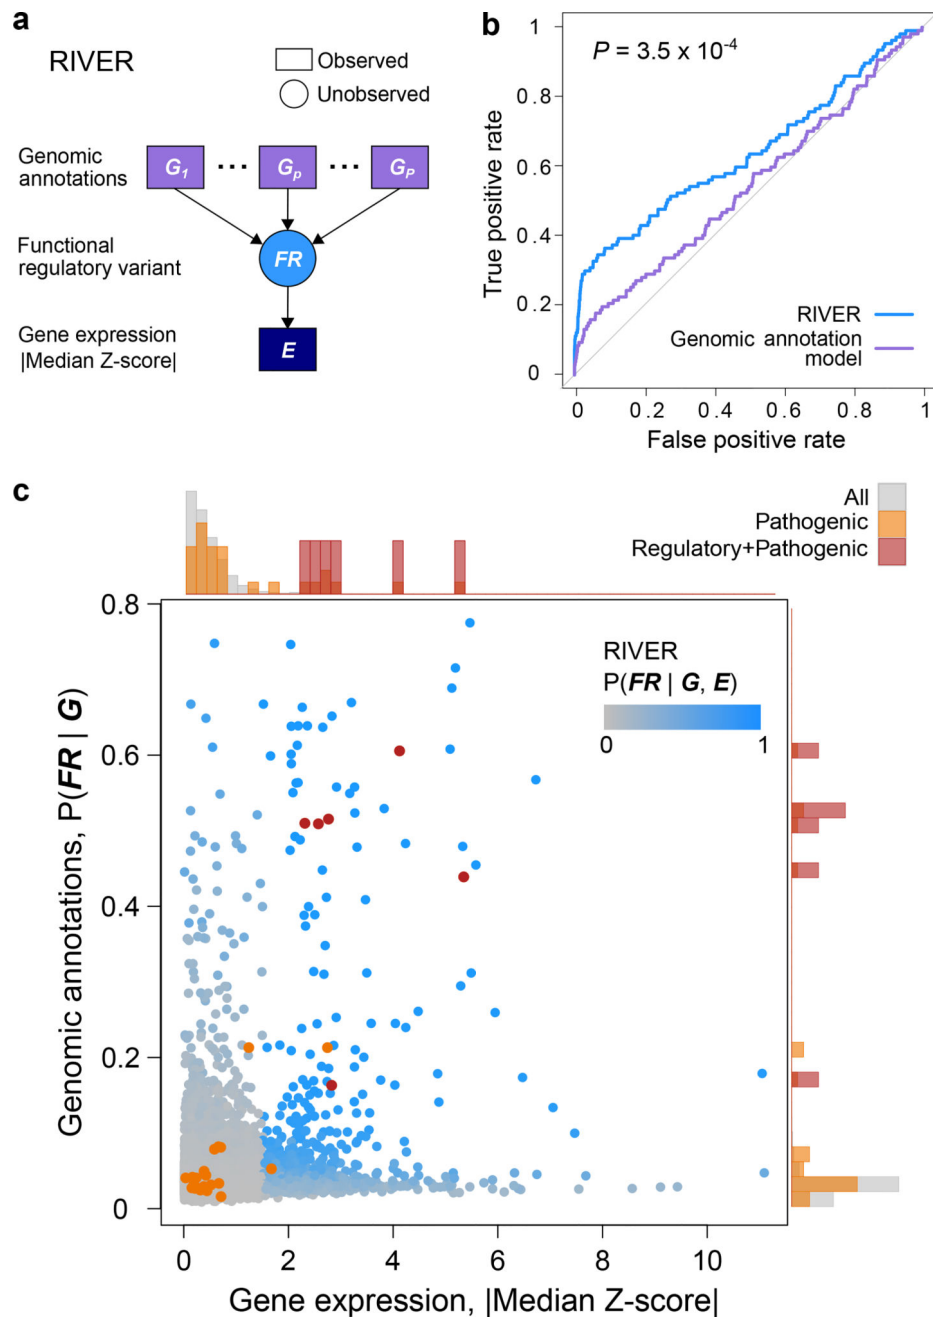 a
RIVER
Observed
Unobserved
Genomic
annotations
G1 ··· Gp ··· GP
Functional
regulatory variant
FR
Gene expression
|Median Z-score|
E
b
P = 3.5 x 10-4
True positive rate
1
0.8
0.6
0.4
0.2
0
RIVER
Genomic annotation
model
0 0.2 0.4 0.6 0.8 1
False positive rate
c
All
Pathogenic
Regulatory+Pathogenic
Genomic annotations, P(FR | G)
0.8
0.6
0.4
0.2
0
RIVER
P(FR | G, E)
0 1
0 2 4 6 8 10
Gene expression, |Median Z-score|